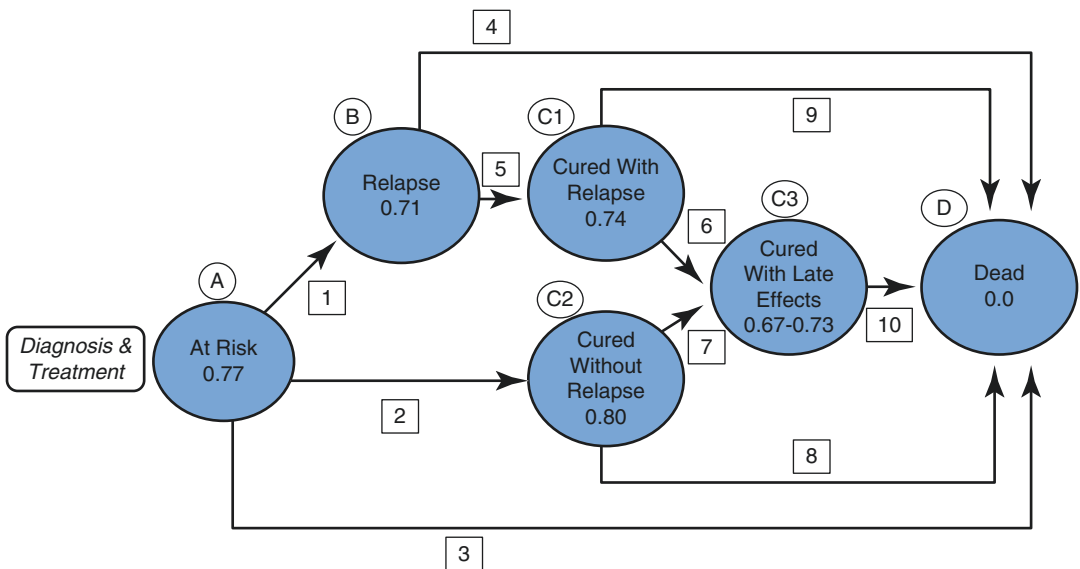 4
9
B
C1
Relapse
0.71
5
Cured With
Relapse
0.74
6
C3
D
Cured
With Late
Effects
0.67-0.73
10
Dead
0.0
A
1
Diagnosis &
Treatment
At Risk
0.77
C2
Cured
Without
Relapse
0.80
7
2
8
3